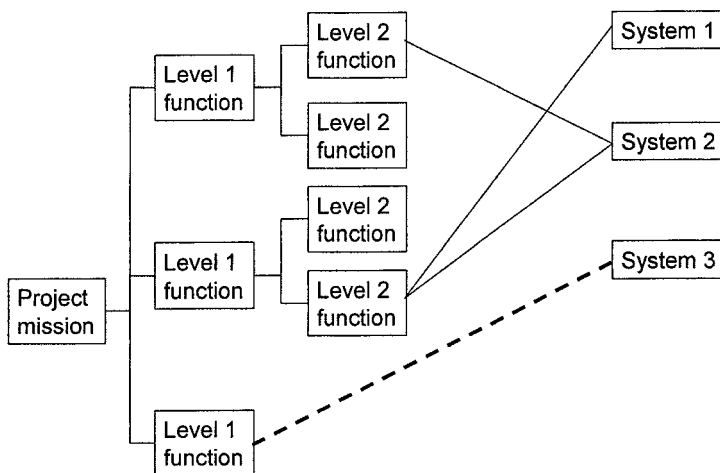 Level 2
function
System 1
Level 1
function
Level 2
function
System 2
Level 2
function
Level 1
function
Level 2
function
System 3
Project
mission
Level 1
function